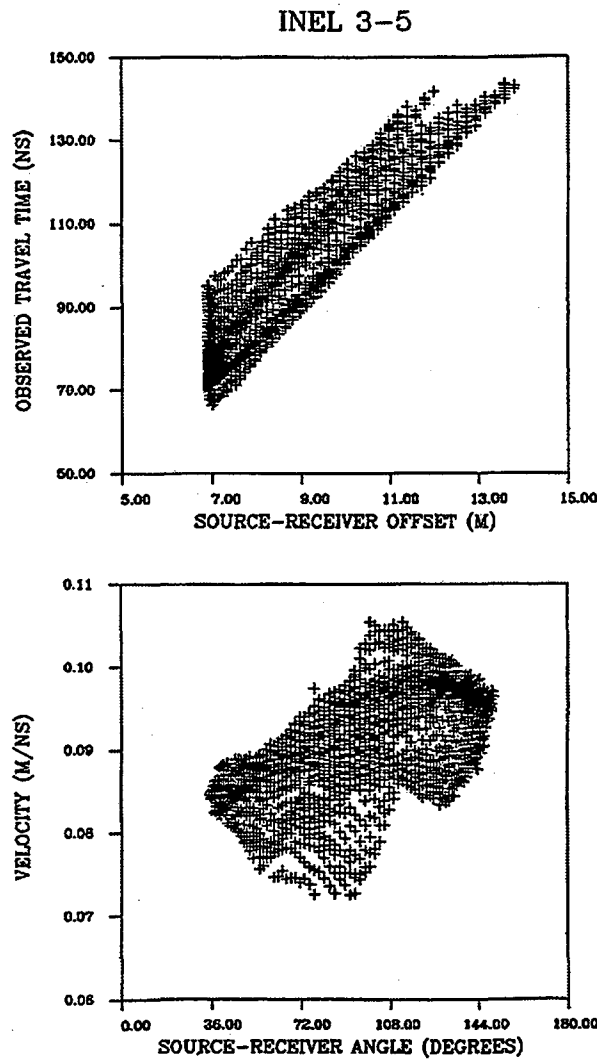 INEL 3-5
150.00
130.00
110.00
90.00
70.00
50.00
OBSERVED TRAVEL TIME (NS)
5.00 7.00 9.00 11.00 13.00 15.00
SOURCE-RECEIVER OFFSET (M)
0.11
0.10
0.09
0.08
0.07
0.06
VELOCITY (M/NS)
0.00 36.00 72.00 108.00 144.00 180.00
SOURCE-RECEIVER ANGLE (DEGREES)